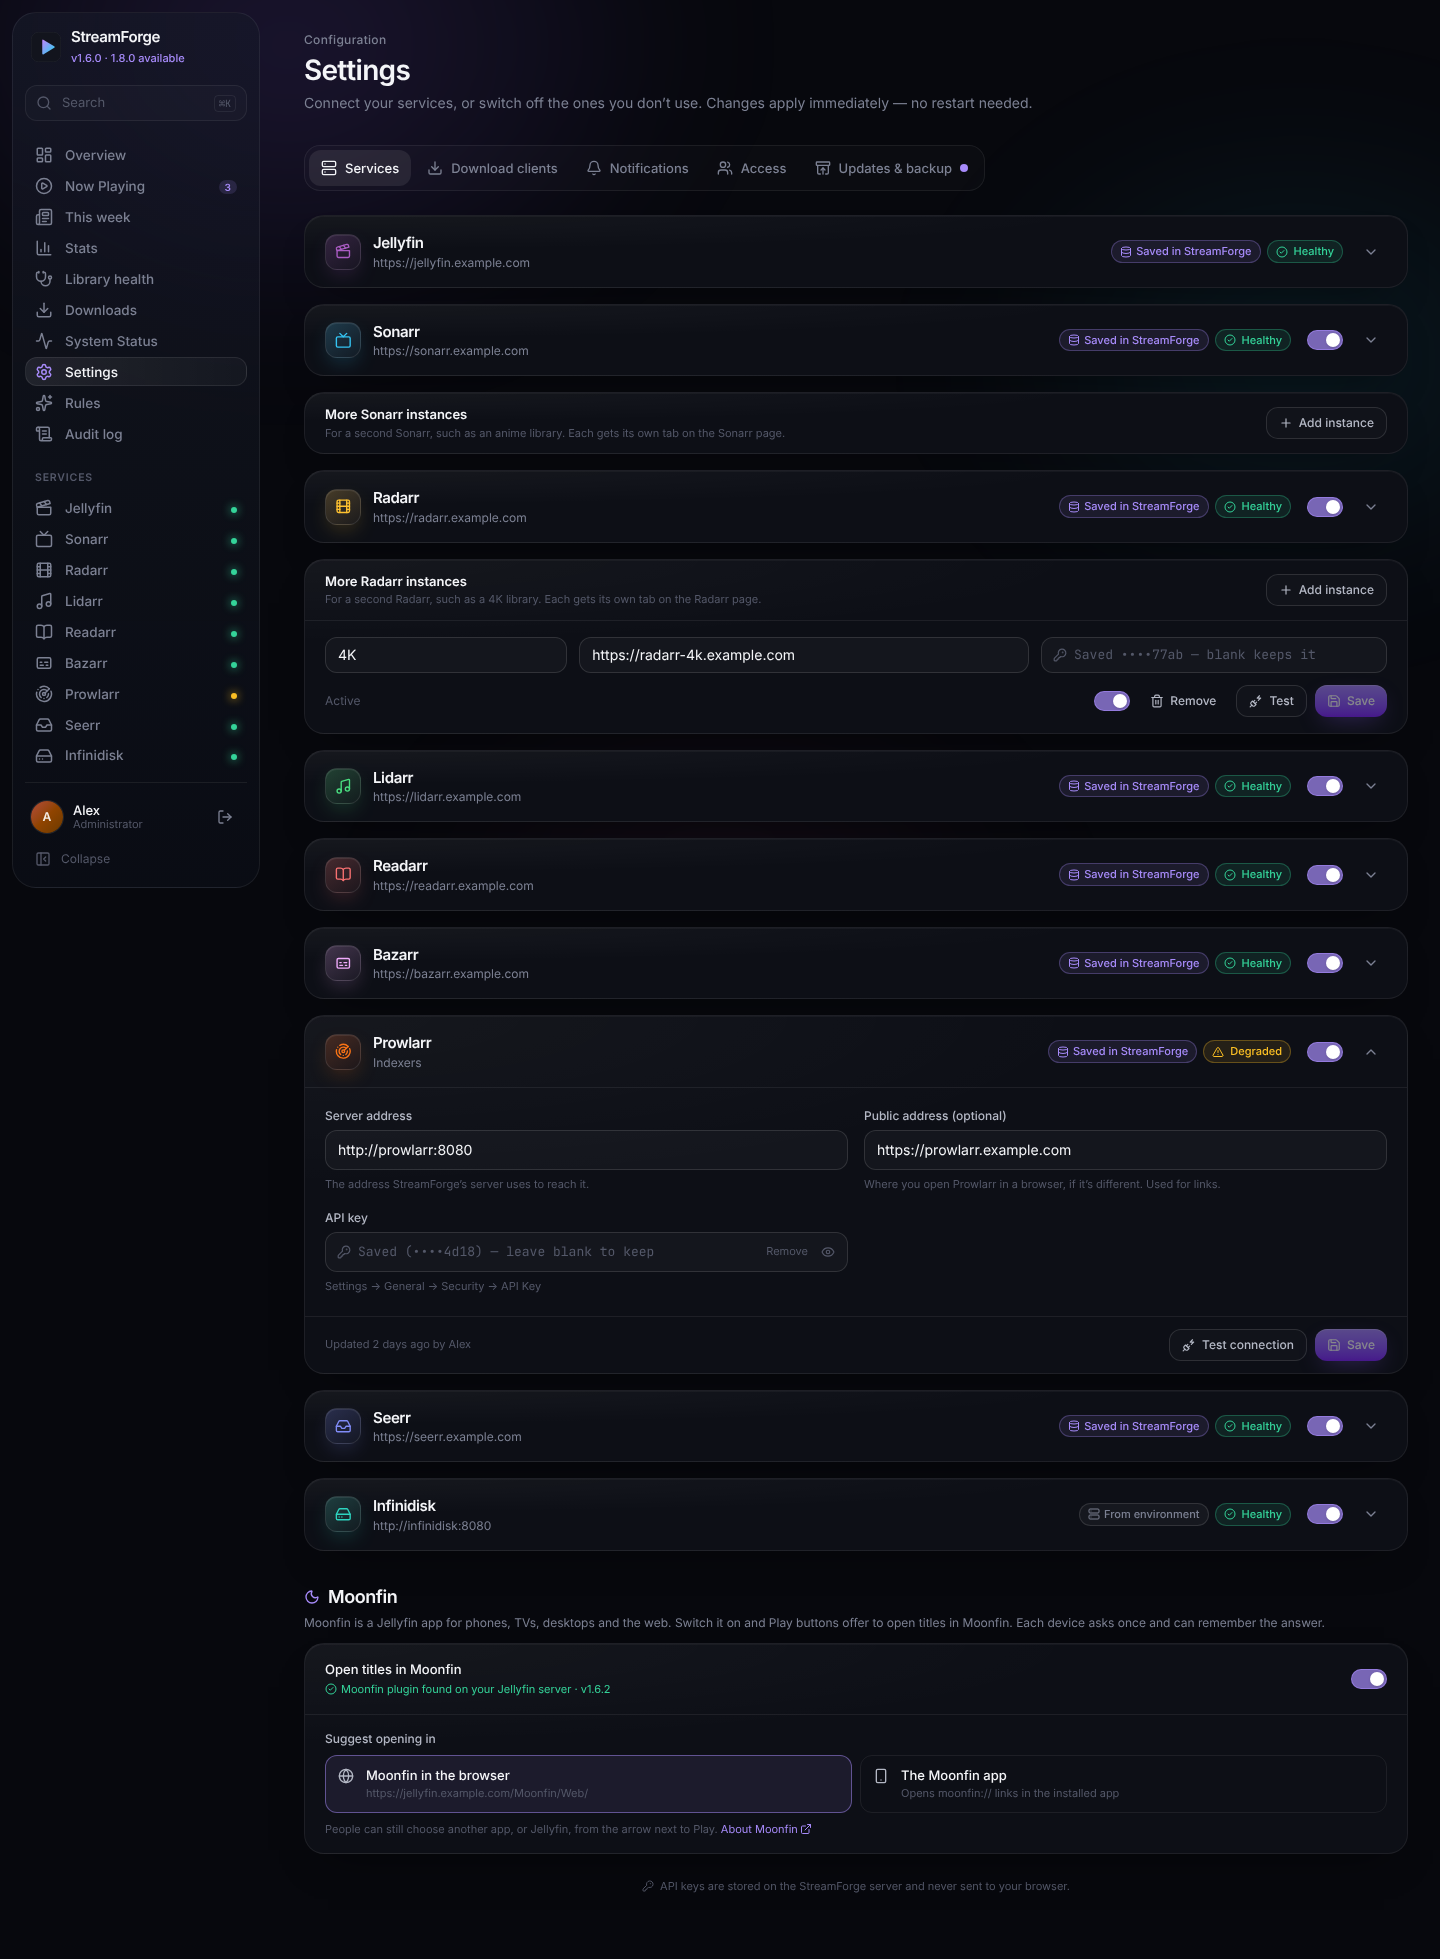 StreamForge
v1.6.0 · 1.8.0 available
Search ⌘K
Overview
Now Playing 3
This week
Stats
Library health
Downloads
System Status
Settings
Rules
Audit log
SERVICES
Jellyfin
Sonarr
Radarr
Lidarr
Readarr
Bazarr
Prowlarr
Seerr
Infinidisk
A
Alex
Administrator
Collapse
Configuration
Settings
Connect your services, or switch off the ones you don’t use. Changes apply immediately — no restart needed.
Services Download clients Notifications Access Updates & backup
Jellyfin
https://jellyfin.example.com
Saved in StreamForge Healthy
Sonarr
https://sonarr.example.com
Saved in StreamForge Healthy
More Sonarr instances
For a second Sonarr, such as an anime library. Each gets its own tab on the Sonarr page.
Add instance
Radarr
https://radarr.example.com
Saved in StreamForge Healthy
More Radarr instances
For a second Radarr, such as a 4K library. Each gets its own tab on the Radarr page.
Add instance
4K https://radarr-4k.example.com Saved ••••77ab — blank keeps it
Active Remove Test Save
Lidarr
https://lidarr.example.com
Saved in StreamForge Healthy
Readarr
https://readarr.example.com
Saved in StreamForge Healthy
Bazarr
https://bazarr.example.com
Saved in StreamForge Healthy
Prowlarr
Indexers
Saved in StreamForge Degraded
Server address
http://prowlarr:8080
The address StreamForge’s server uses to reach it.
Public address (optional)
https://prowlarr.example.com
Where you open Prowlarr in a browser, if it’s different. Used for links.
API key
Saved (••••4d18) — leave blank to keep Remove
Settings → General → Security → API Key
Updated 2 days ago by Alex Test connection Save
Seerr
https://seerr.example.com
Saved in StreamForge Healthy
Infinidisk
http://infinidisk:8080
From environment Healthy
Moonfin
Moonfin is a Jellyfin app for phones, TVs, desktops and the web. Switch it on and Play buttons offer to open titles in Moonfin. Each device asks once and can remember the answer.
Open titles in Moonfin
Moonfin plugin found on your Jellyfin server · v1.6.2
Suggest opening in
Moonfin in the browser
https://jellyfin.example.com/Moonfin/Web/
The Moonfin app
Opens moonfin:// links in the installed app
People can still choose another app, or Jellyfin, from the arrow next to Play. About Moonfin
API keys are stored on the StreamForge server and never sent to your browser.